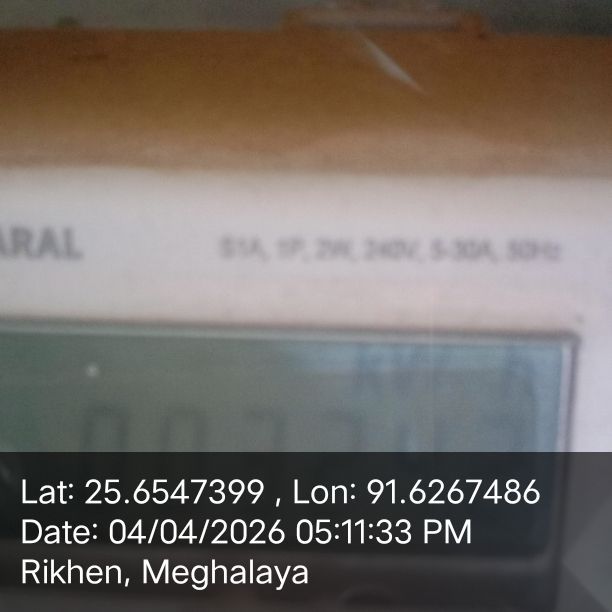 ARAL
S1A, 1P, 2W, 240V, 5-30A, 50Hz
Lat: 25.6547399 , Lon: 91.6267486
Date: 04/04/2026 05:11:33 PM
Rikhen, Meghalaya